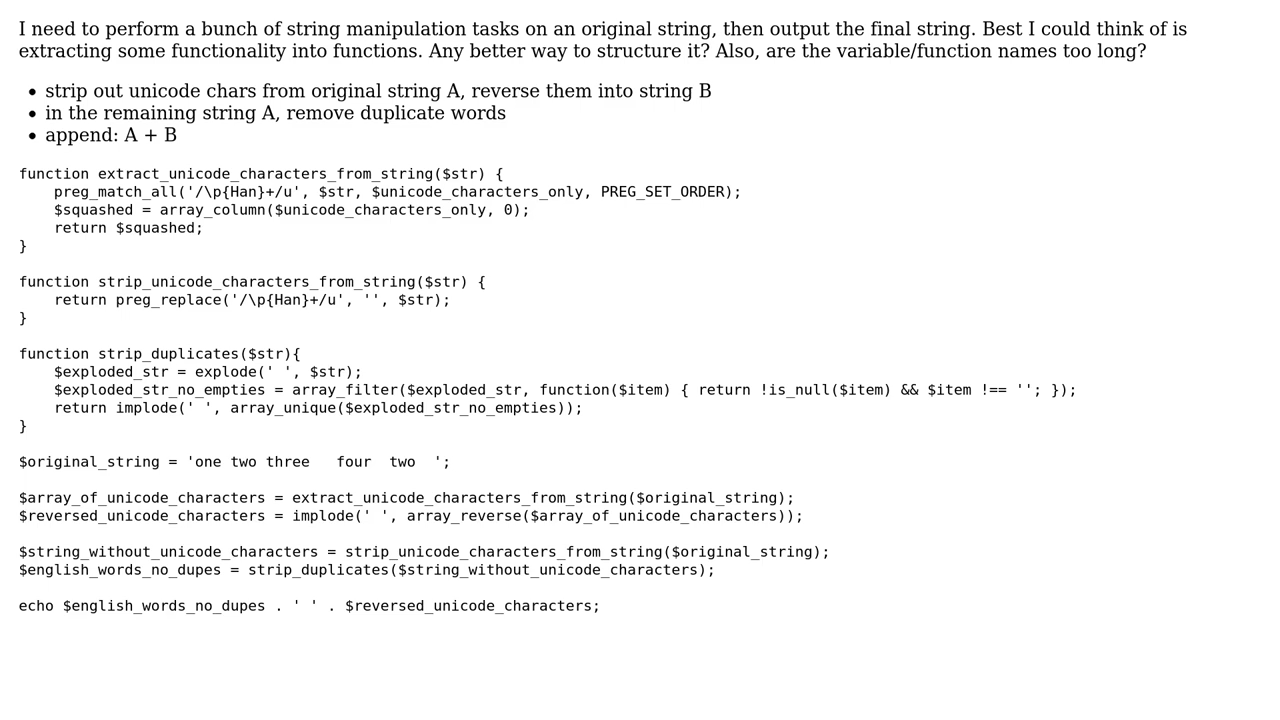 I need to perform a bunch of string manipulation tasks on an original string, then output the final string. Best I could think of is
extracting some functionality into functions. Any better way to structure it? Also, are the variable/function names too long?
• strip out unicode chars from original string A, reverse them into string B
• in the remaining string A, remove duplicate words
• append: A + B
function extract_unicode_characters_from_string($str) {
    preg_match_all('/\p{Han}+/u', $str, $unicode_characters_only, PREG_SET_ORDER);
    $squashed = array_column($unicode_characters_only, 0);
    return $squashed;
}
function strip_unicode_characters_from_string($str) {
    return preg_replace('/\p{Han}+/u', '', $str);
}
function strip_duplicates($str){
    $exploded_str = explode(' ', $str);
    $exploded_str_no_empties = array_filter($exploded_str, function($item) { return !is_null($item) && $item !== ''; });
    return implode(' ', array_unique($exploded_str_no_empties));
}
$original_string = 'one two three   four  two  ';
$array_of_unicode_characters = extract_unicode_characters_from_string($original_string);
$reversed_unicode_characters = implode(' ', array_reverse($array_of_unicode_characters));
$string_without_unicode_characters = strip_unicode_characters_from_string($original_string);
$english_words_no_dupes = strip_duplicates($string_without_unicode_characters);
echo $english_words_no_dupes . ' ' . $reversed_unicode_characters;